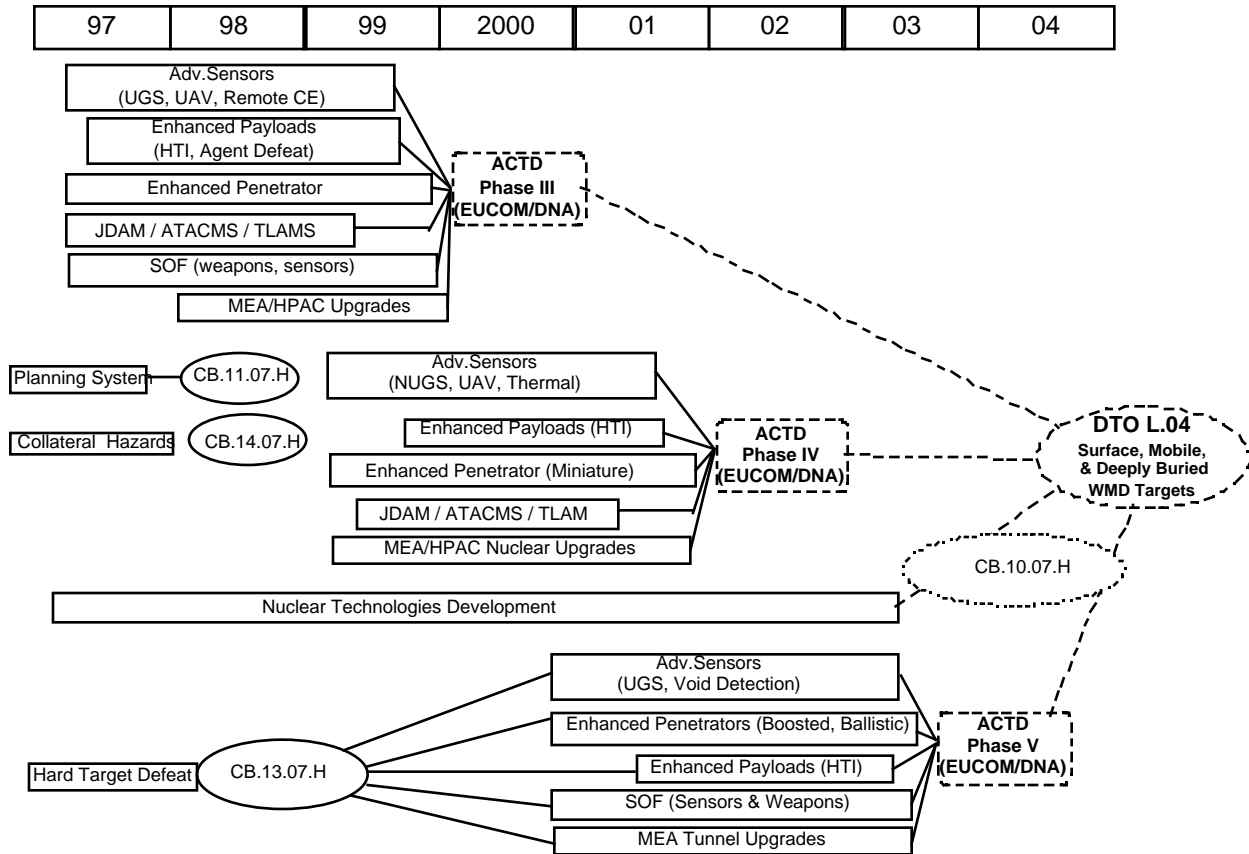 97 98 99 2000 01 02 03 04
Adv.Sensors
(UGS, UAV, Remote CE)
Enhanced Payloads
(HTI, Agent Defeat)
Enhanced Penetrator
JDAM / ATACMS / TLAMS
SOF (weapons, sensors)
MEA/HPAC Upgrades
ACTD
Phase III
(EUCOM/DNA)
Planning System
CB.11.07.H
Collateral Hazards
CB.14.07.H
Adv.Sensors
(NUGS, UAV, Thermal)
Enhanced Payloads (HTI)
Enhanced Penetrator (Miniature)
JDAM / ATACMS / TLAM
MEA/HPAC Nuclear Upgrades
ACTD
Phase IV
(EUCOM/DNA)
DTO L.04
Surface, Mobile,
& Deeply Buried
WMD Targets
CB.10.07.H
Nuclear Technologies Development
Hard Target Defeat
CB.13.07.H
Adv.Sensors
(UGS, Void Detection)
Enhanced Penetrators (Boosted, Ballistic)
Enhanced Payloads (HTI)
SOF (Sensors & Weapons)
MEA Tunnel Upgrades
ACTD
Phase V
(EUCOM/DNA)